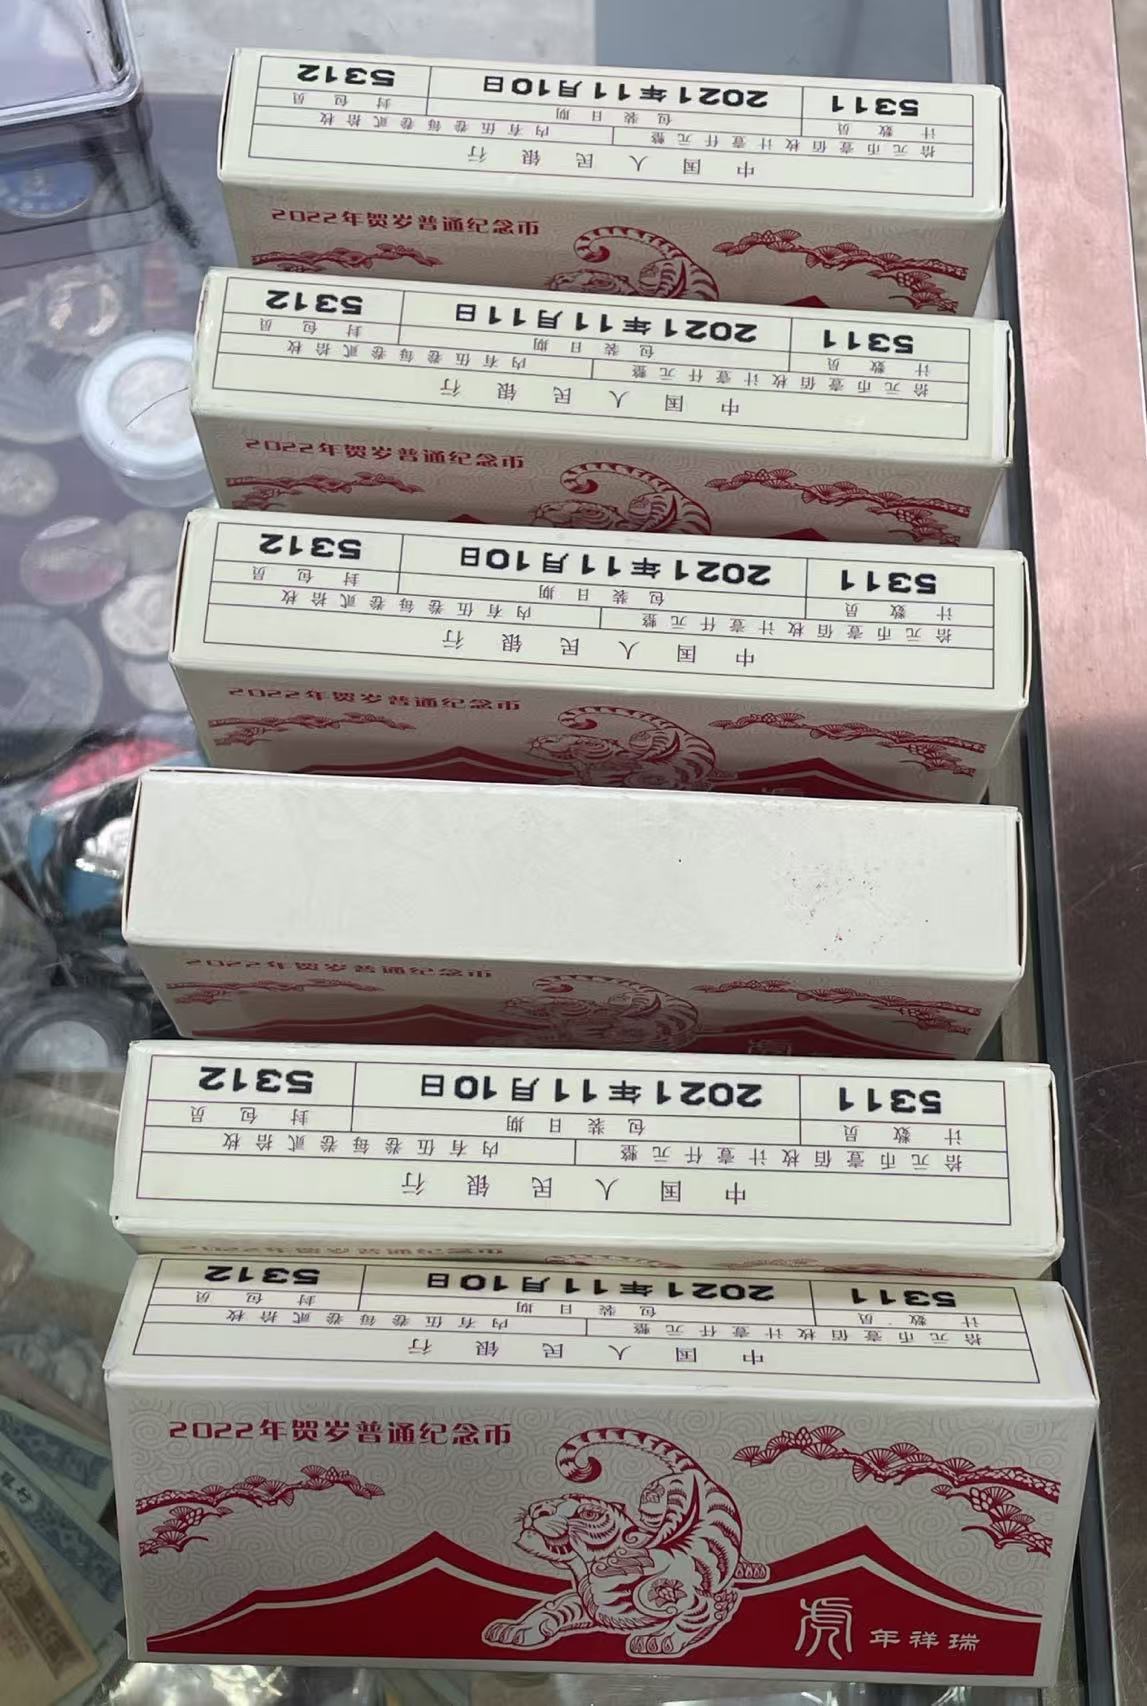 中国人民银行
拾元币壹佰枚计壹仟元整 内有伍卷每卷贰拾枚
计数员 包装日期 封包员
5311 2021年11月10日 5312
2022年贺岁普通纪念币
中国人民银行
拾元币壹佰枚计壹仟元整 内有伍卷每卷贰拾枚
计数员 包装日期 封包员
5311 2021年11月11日 5312
2022年贺岁普通纪念币
中国人民银行
拾元币壹佰枚计壹仟元整 内有伍卷每卷贰拾枚
计数员 包装日期 封包员
5311 2021年11月10日 5312
2022年贺岁普通纪念币
2022年贺岁普通纪念币
虎
中国人民银行
拾元币壹佰枚计壹仟元整 内有伍卷每卷贰拾枚
计数员 包装日期 封包员
5311 2021年11月10日 5312
2022年贺岁普通纪念币
中国人民银行
拾元币壹佰枚计壹仟元整 内有伍卷每卷贰拾枚
计数员 包装日期 封包员
5311 2021年11月10日 5312
2022年贺岁普通纪念币
虎年祥瑞